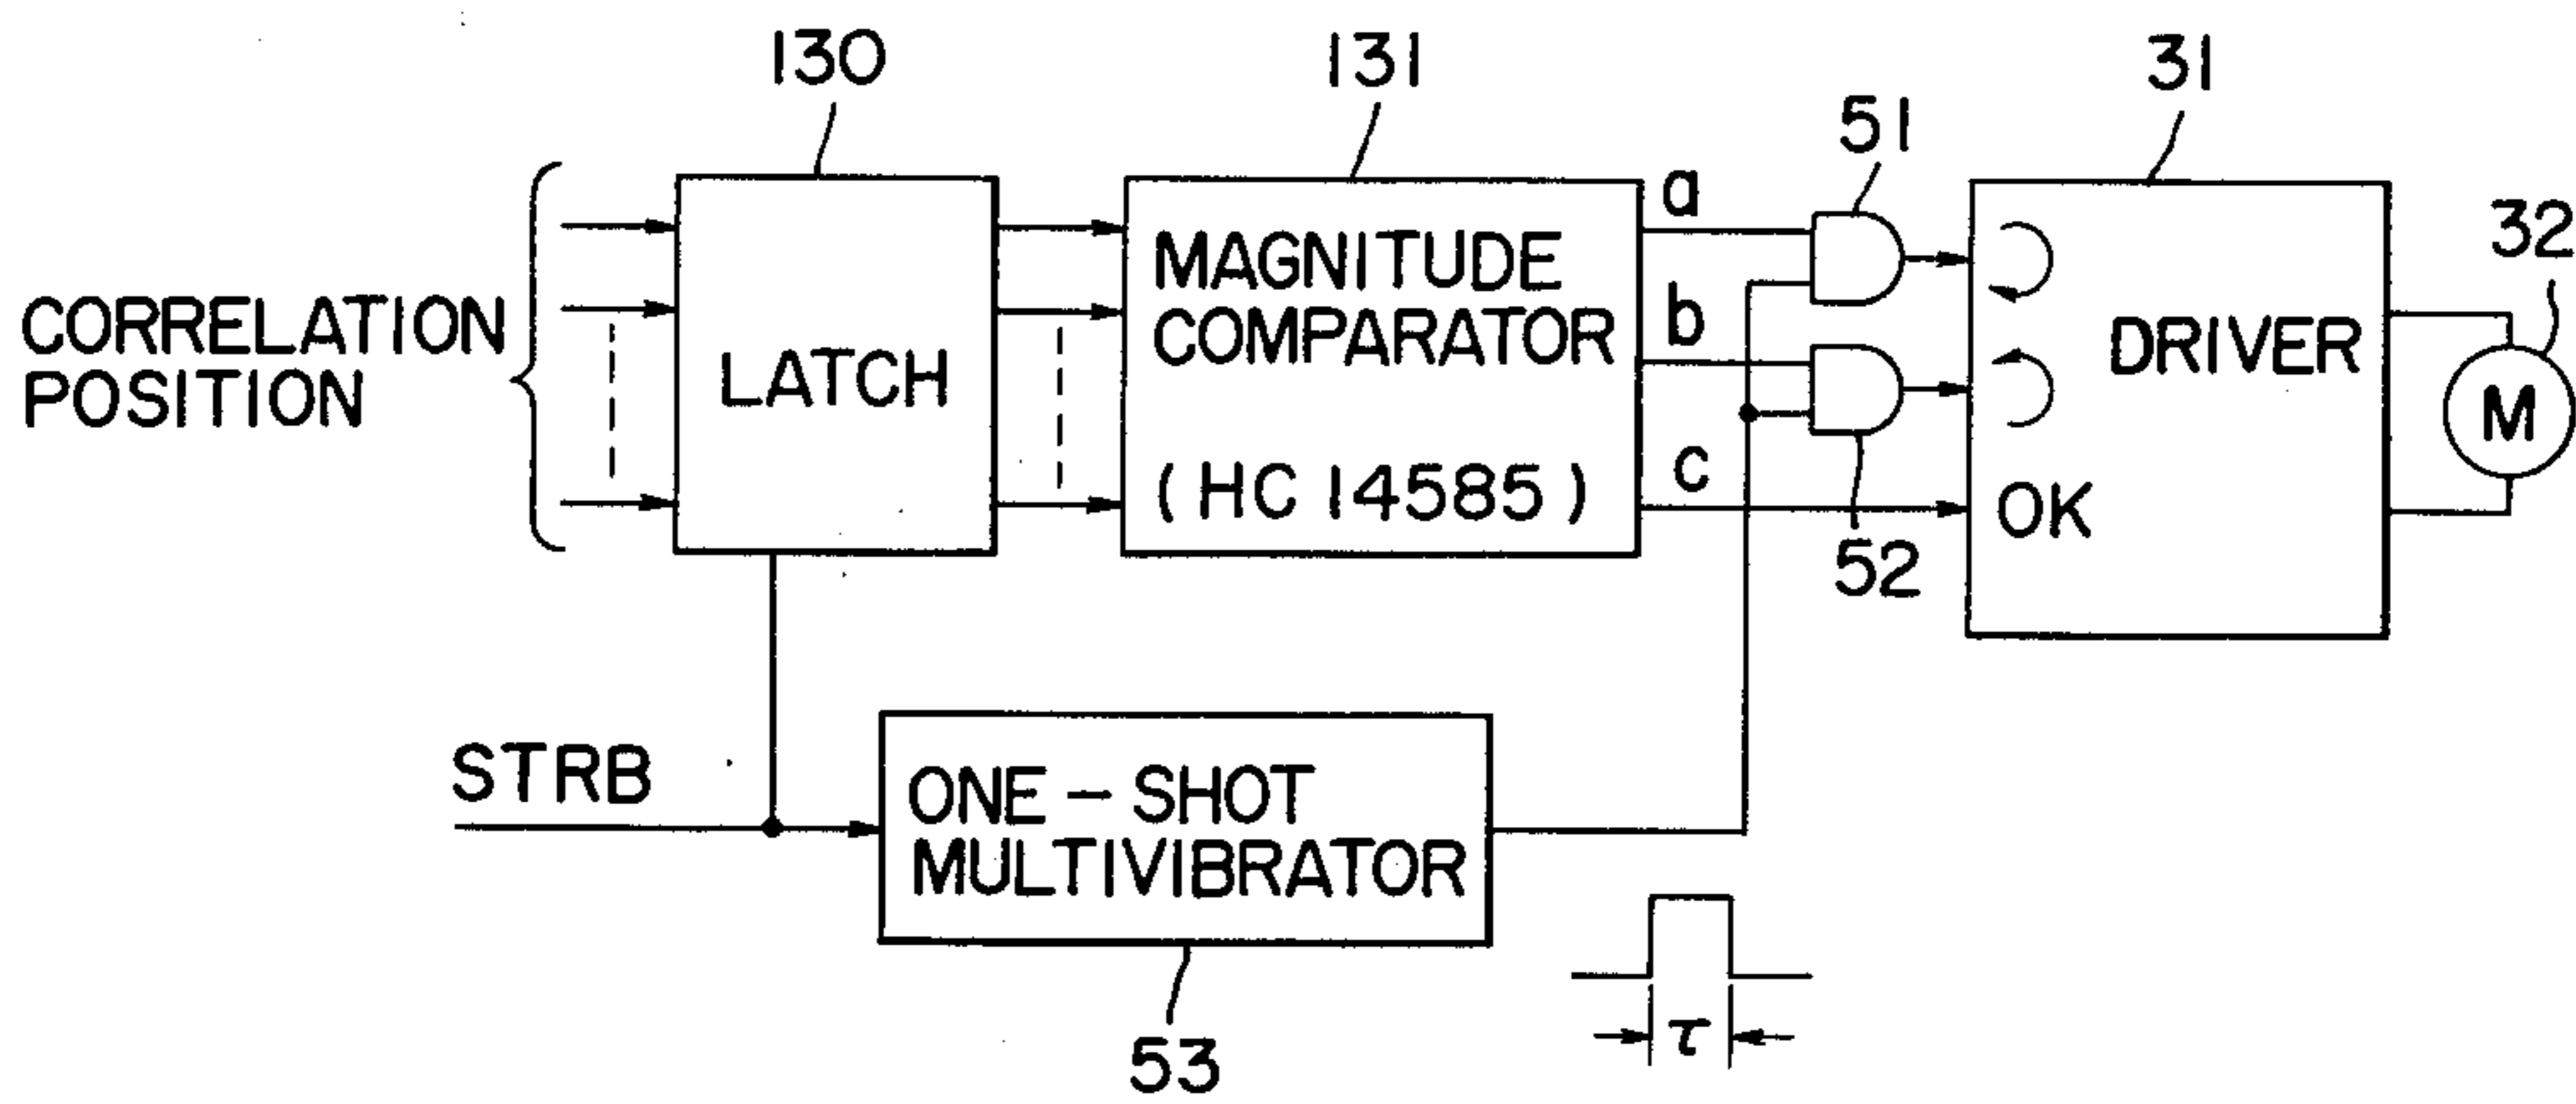 130
131
51
31
32
a
MAGNITUDE
COMPARATOR
(HC 14585)
b
c
CORRELATION
POSITION
LATCH
DRIVER
M
OK
52
STRB
ONE-SHOT
MULTIVIBRATOR
53
τ